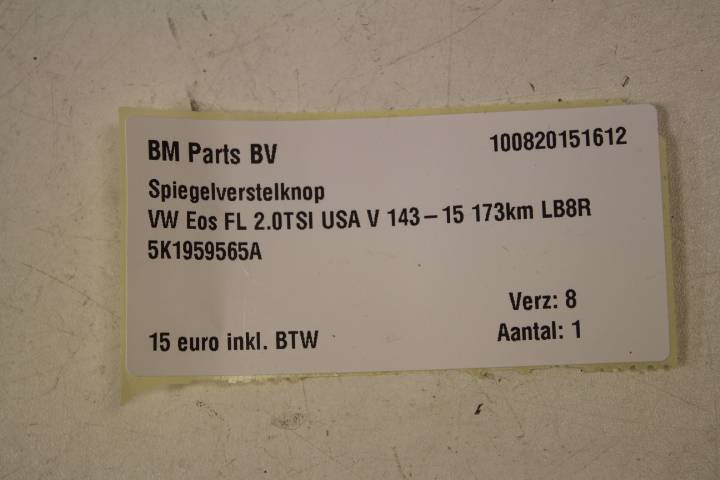 BM Parts BV 100820151612
Spiegelverstelknop
VW Eos FL 2.0TSI USA V 143-15 173km LB8R
5K1959565A
Verz: 8
15 euro inkl. BTW Aantal: 1